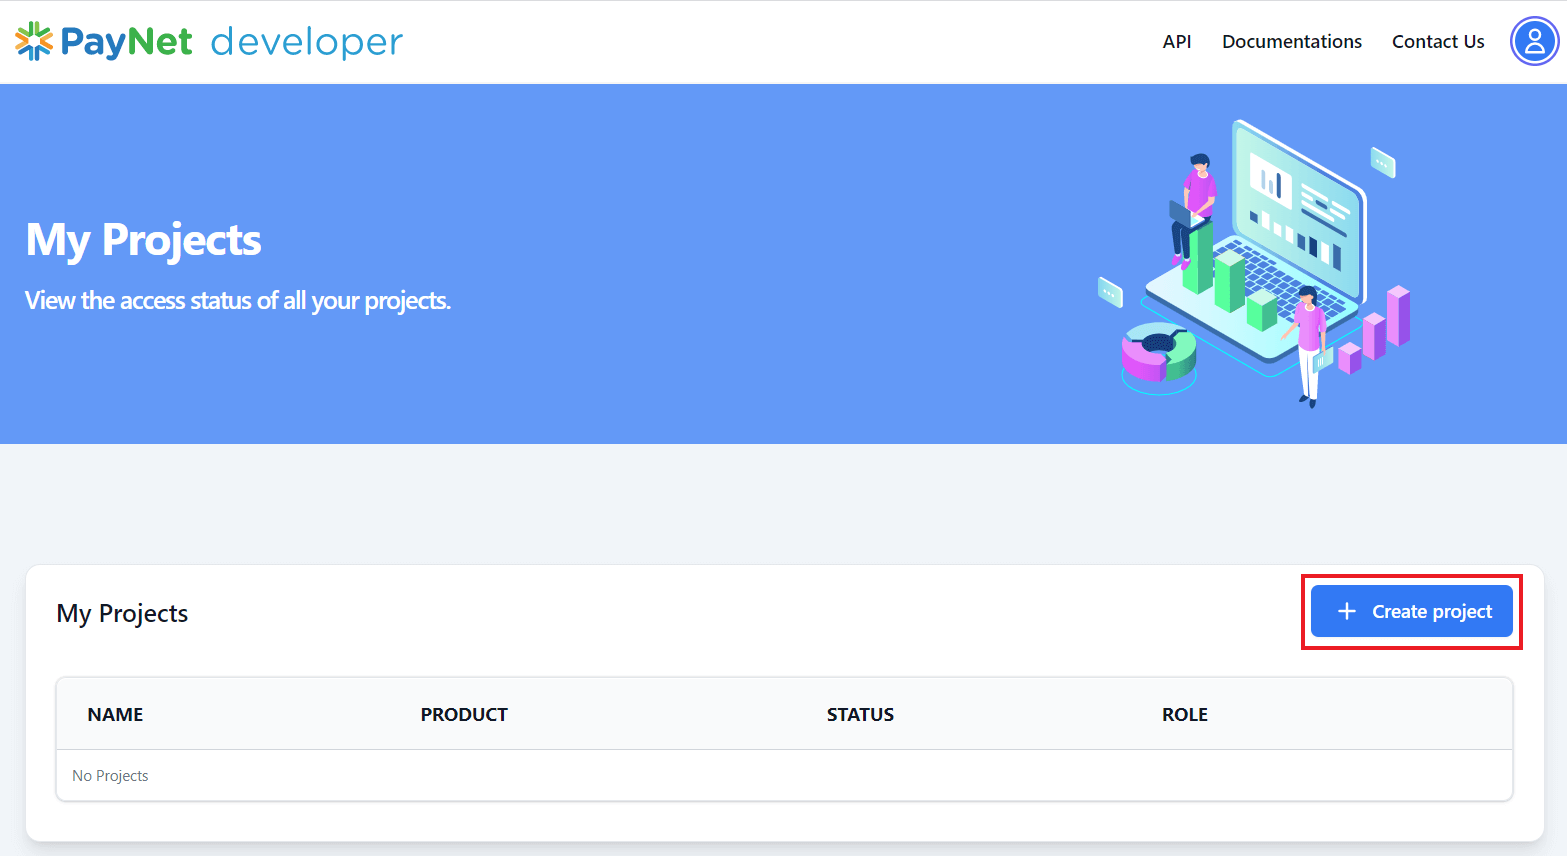 PayNet developer
API Documentations Contact Us
My Projects
View the access status of all your projects.
My Projects
Create project
NAME PRODUCT STATUS ROLE
No Projects